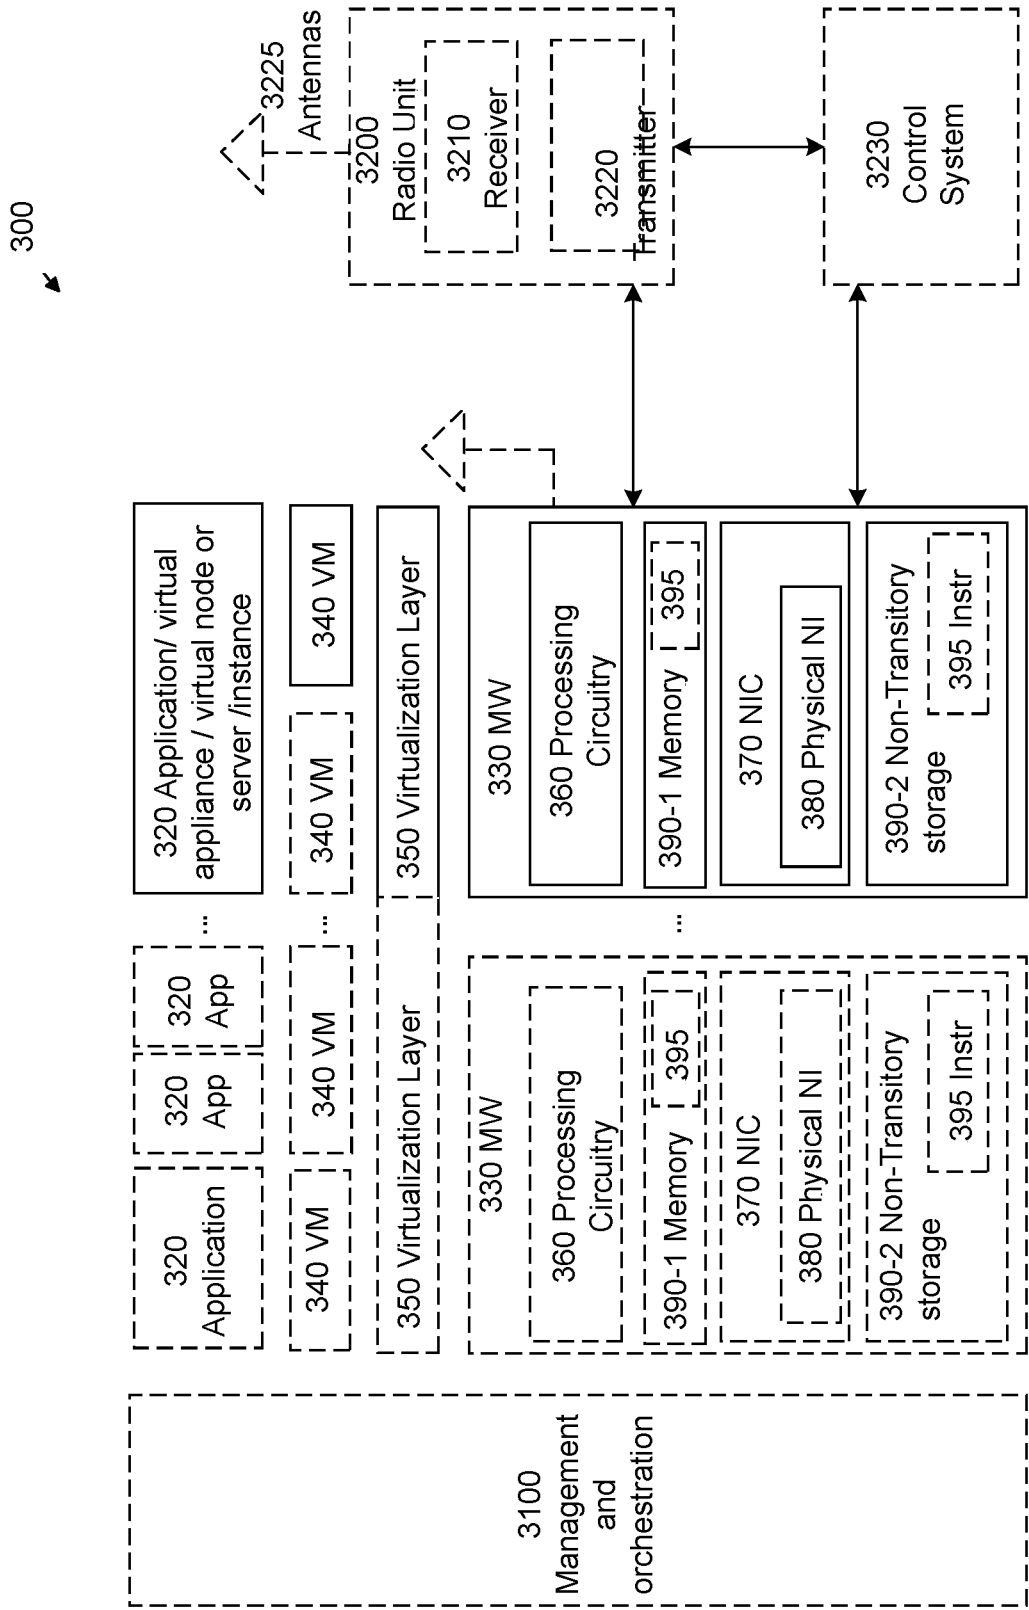 300
3100
Management
and
orchestration
320
Application
320
App
320
App
...
320 Application/ virtual
appliance / virtual node or
server /instance
340 VM
340 VM
...
340 VM
340 VM
350 Virtualization Layer
350 Virtualization Layer
330 MW
360 Processing
Circuitry
390-1 Memory
395
370 NIC
380 Physical NI
390-2 Non-Transitory
storage
395 Instr
...
330 MW
360 Processing
Circuitry
390-1 Memory
395
370 NIC
380 Physical NI
390-2 Non-Transitory
storage
395 Instr
3225
Antennas
3200
Radio Unit
3210
Receiver
3220
Transmitter
3230
Control
System